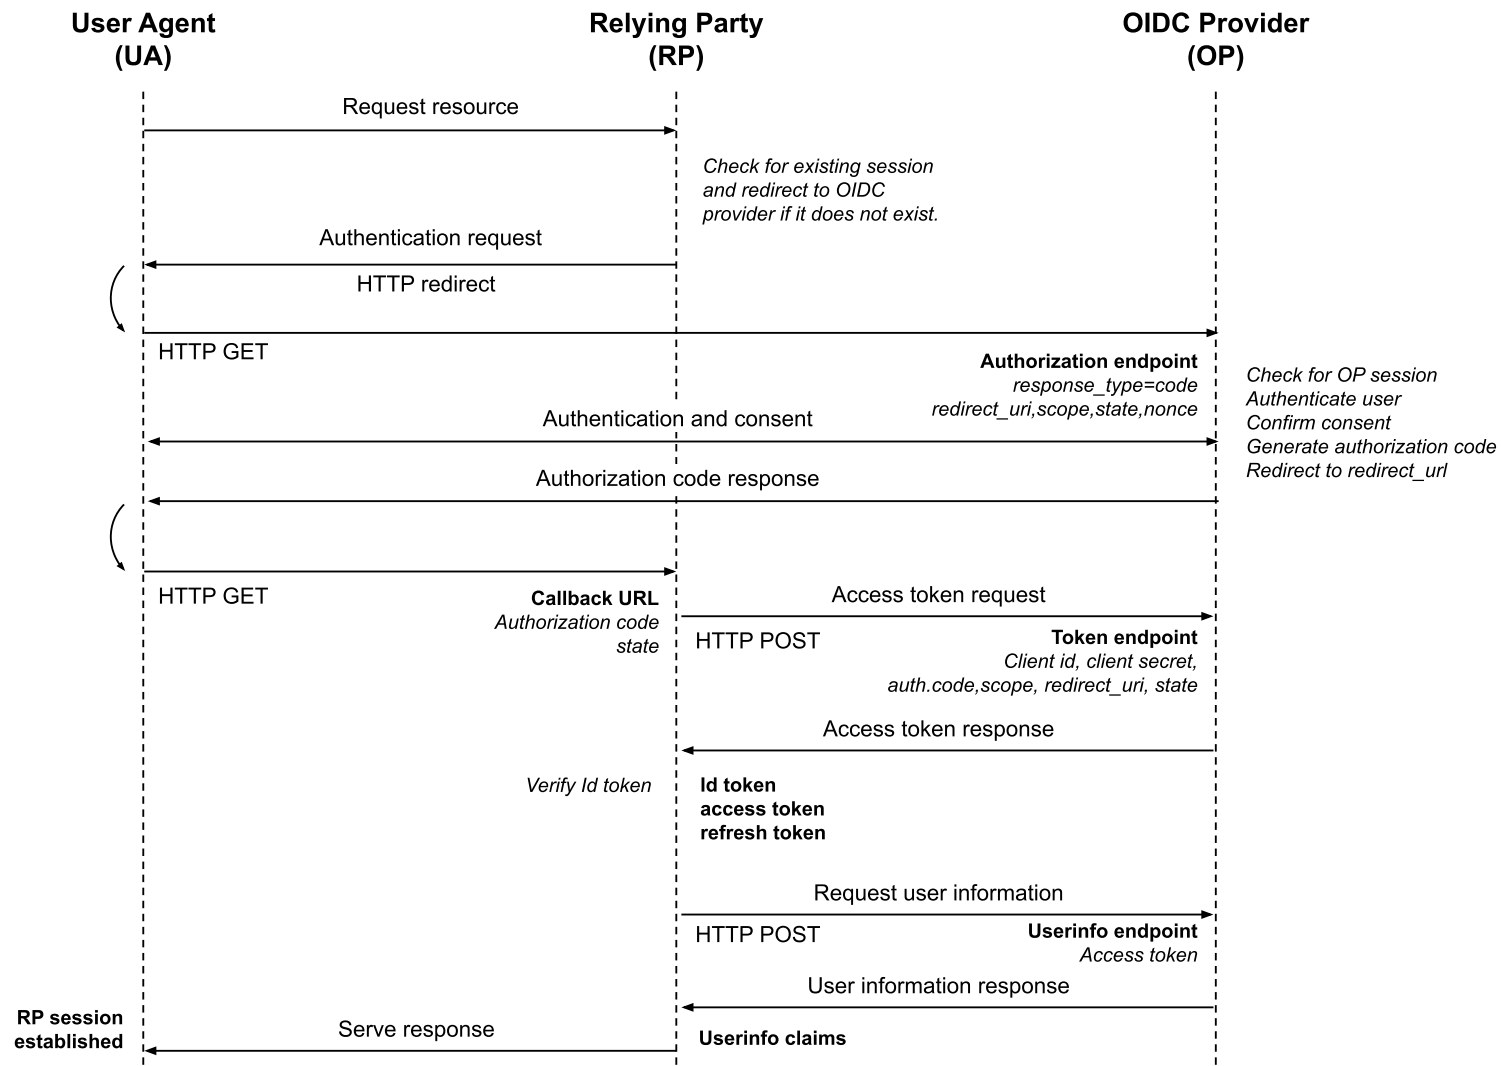 User Agent
(UA)
Relying Party
(RP)
OIDC Provider
(OP)
Request resource
Check for existing session
and redirect to OIDC
provider if it does not exist.
Authentication request
HTTP redirect
HTTP GET
Authorization endpoint
response_type=code
redirect_uri,scope,state,nonce
Check for OP session
Authenticate user
Confirm consent
Generate authorization code
Redirect to redirect_url
Authentication and consent
Authorization code response
HTTP GET
Callback URL
Authorization code
state
Access token request
HTTP POST
Token endpoint
Client id, client secret,
auth.code,scope, redirect_uri, state
Access token response
Verify Id token
Id token
access token
refresh token
Request user information
HTTP POST
Userinfo endpoint
Access token
User information response
RP session
established
Serve response
Userinfo claims